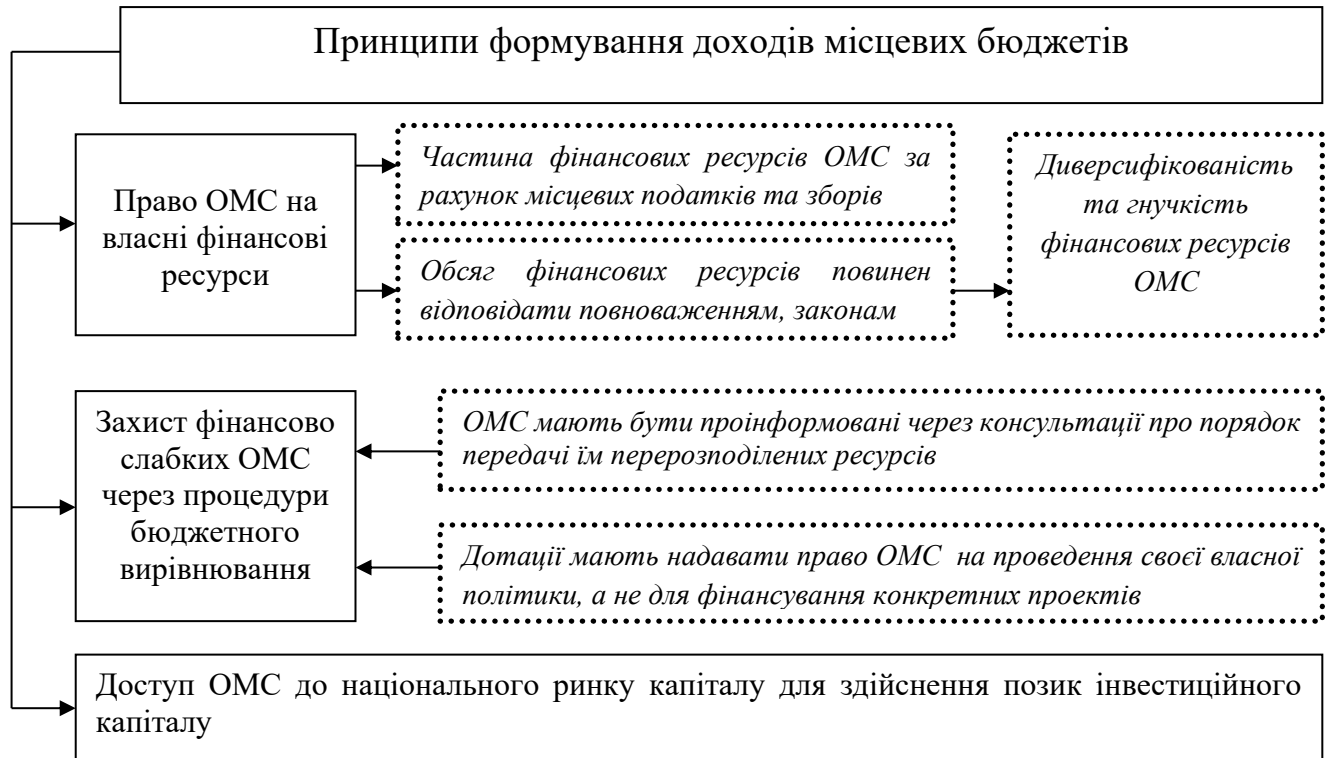 Принципи формування доходів місцевих бюджетів
Право ОМС на
власні фінансові
ресурси
Частина фінансових ресурсів ОМС за
рахунок місцевих податків та зборів
Обсяг фінансових ресурсів повинен
відповідати повноваженням, законам
Диверсифікованість
та гнучкість
фінансових ресурсів
ОМС
Захист фінансово
слабких ОМС
через процедури
бюджетного
вирівнювання
ОМС мають бути проінформовані через консультації про порядок
передачі їм перерозподілених ресурсів
Дотації мають надавати право ОМС на проведення своєї власної
політики, а не для фінансування конкретних проектів
Доступ ОМС до національного ринку капіталу для здійснення позик інвестиційного
капіталу